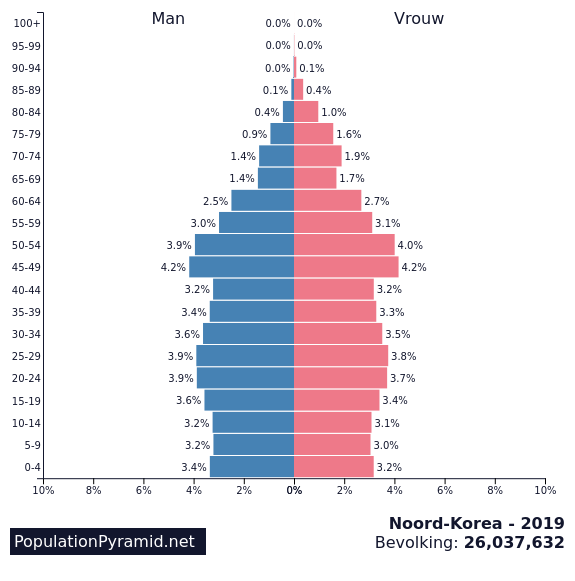 Man Vrouw
100+ 0.0% 0.0%
95-99 0.0% 0.0%
90-94 0.0% 0.1%
85-89 0.1% 0.4%
80-84 0.4% 1.0%
75-79 0.9% 1.6%
70-74 1.4% 1.9%
65-69 1.4% 1.7%
60-64 2.5% 2.7%
55-59 3.0% 3.1%
50-54 3.9% 4.0%
45-49 4.2% 4.2%
40-44 3.2% 3.2%
35-39 3.4% 3.3%
30-34 3.6% 3.5%
25-29 3.9% 3.8%
20-24 3.9% 3.7%
15-19 3.6% 3.4%
10-14 3.2% 3.1%
5-9 3.2% 3.0%
0-4 3.4% 3.2%
10% 8% 6% 4% 2% 0% 2% 4% 6% 8% 10%
Noord-Korea - 2019
PopulationPyramid.net Bevolking: 26,037,632